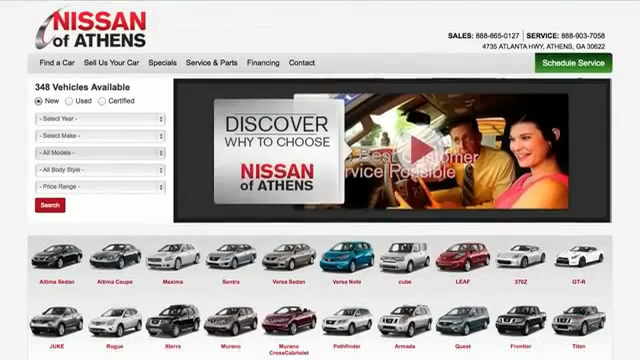 NISSAN
of ATHENS
SALES: 888-865-0127 | SERVICE: 888-903-7058
4735 ATLANTA HWY, ATHENS, GA 30622
Find a Car Sell Us Your Car Specials Service & Parts Financing Contact
Schedule Service
348 Vehicles Available
New Used Certified
- Select Year -
- Select Make -
- All Models -
- All Body Style -
- Price Range -
Search
DISCOVER
WHY TO CHOOSE
NISSAN
of ATHENS
Best Customer
Service Possible
Altima Sedan Altima Coupe Maxima Sentra Versa Sedan Versa Note cube LEAF 370Z GT-R
JUKE Rogue Xterra Murano Murano Pathfinder Armada Quest Frontier Titan
CrossCabriolet